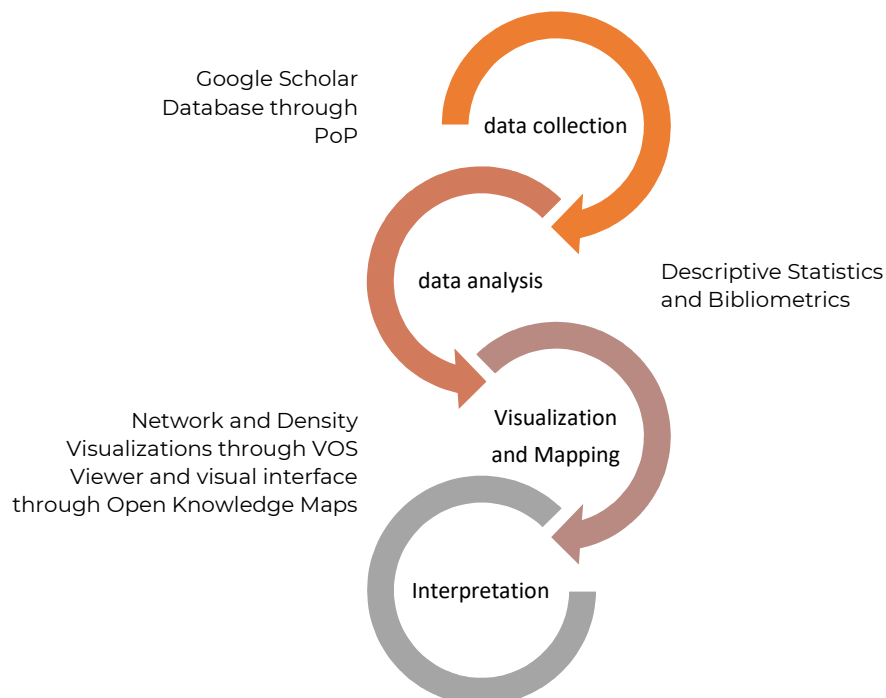 Google Scholar
Database through
PoP
data collection
data analysis
Descriptive Statistics
and Bibliometrics
Network and Density
Visualizations through VOS
Viewer and visual interface
through Open Knowledge Maps
Visualization
and Mapping
Interpretation